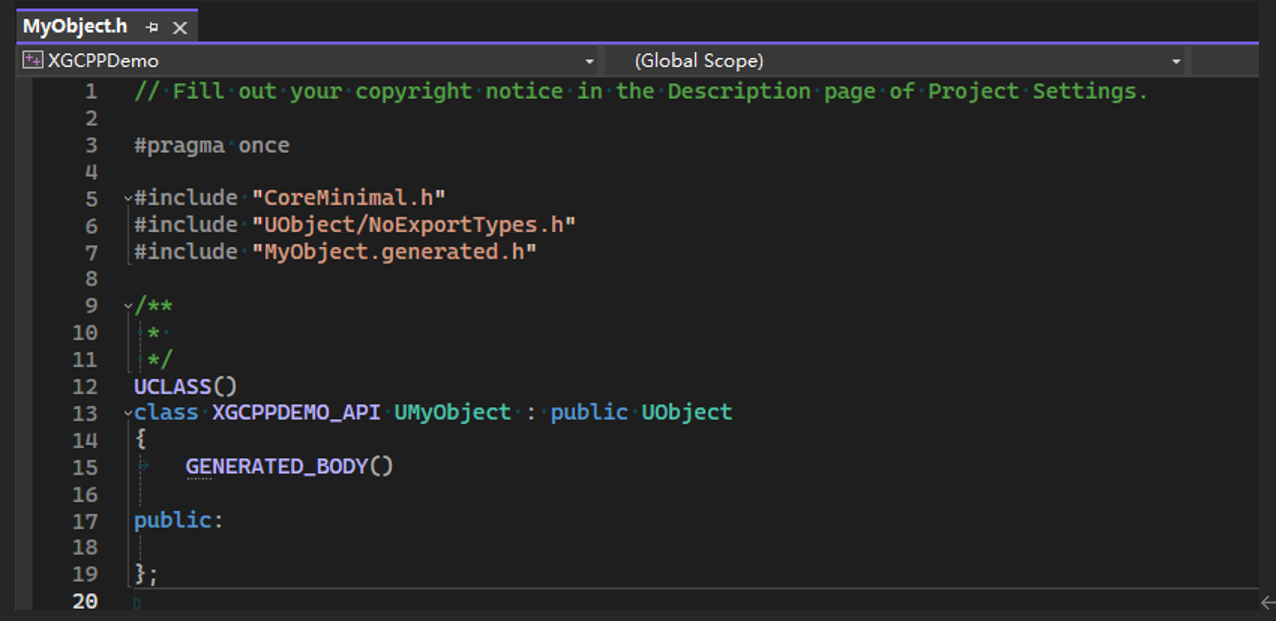 MyObject.h
XGCPPDemo
(Global Scope)
1 // Fill out your copyright notice in the Description page of Project Settings.
2
3 #pragma once
4
5 #include "CoreMinimal.h"
6 #include "UObject/NoExportTypes.h"
7 #include "MyObject.generated.h"
8
9 /**
10 *
11 */
12 UCLASS()
13 class XGCPPDEMO_API UMyObject : public UObject
14 {
15 GENERATED_BODY()
16
17 public:
18
19 };
20